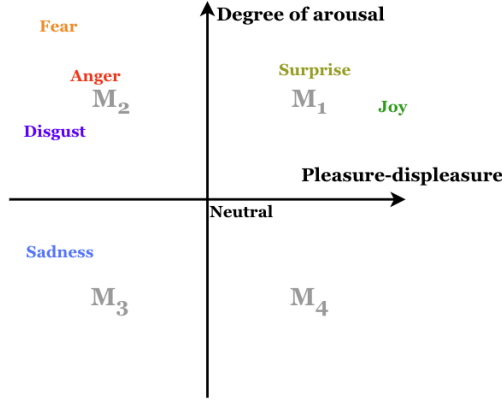 Degree of arousal
Fear
Surprise
Anger
M2
M1
Joy
Disgust
Pleasure-displeasure
Neutral
Sadness
M3
M4